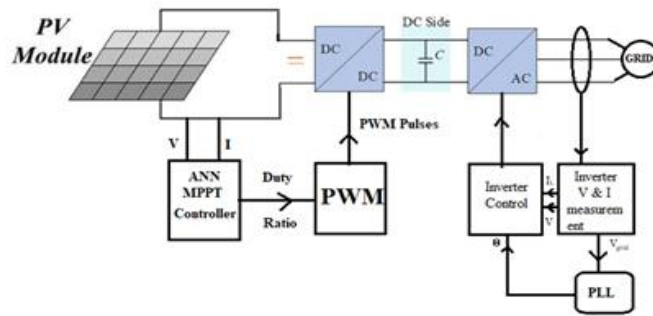 PV
Module
DC Side
DC
DC
C
DC
AC
GRID
PWM Pulses
V
I
ANN
MPPT
Controller
Duty
Ratio
PWM
Inverter
Control
I
V
Inverter
V & I
measurem
ent
Θ
PLL